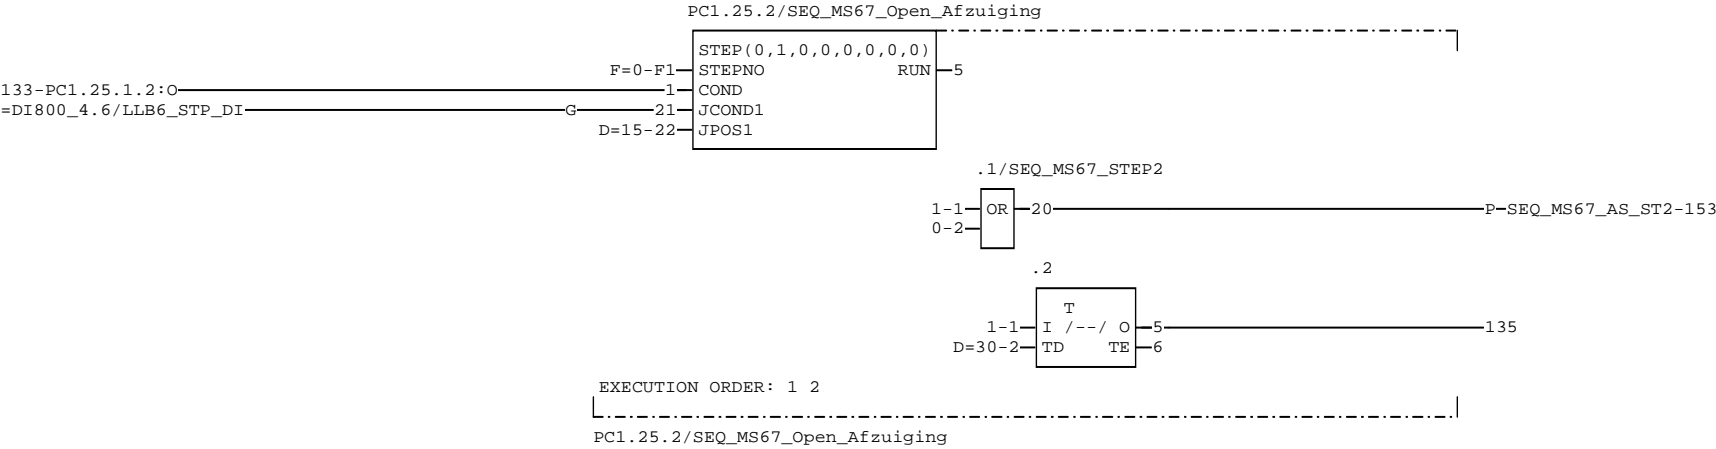 PC1.25.2/SEQ_MS67_Open_Afzuiging
STEP(0,1,0,0,0,0,0,0)
F=0-F1 STEPNO RUN 5
133-PC1.25.1.2:O 1 COND
=DI800_4.6/LLB6_STP_DI G 21 JCOND1
D=15-22 JPOS1
.1/SEQ_MS67_STEP2
1-1 OR 20 P-SEQ_MS67_AS_ST2-153
0-2
.2
T
1-1 I /--/ O 5 135
D=30-2 TD TE 6
EXECUTION ORDER: 1 2
PC1.25.2/SEQ_MS67_Open_Afzuiging